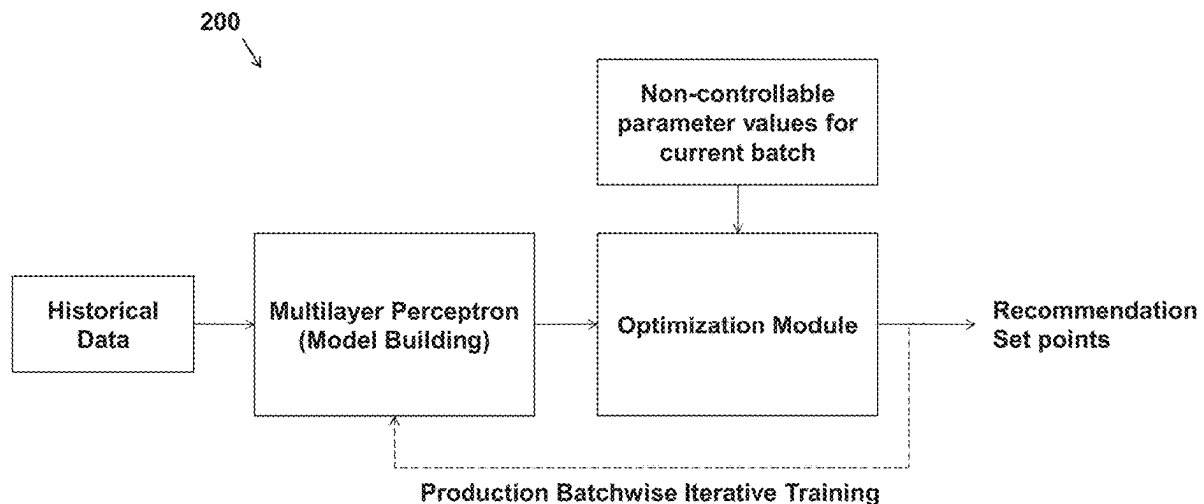 200
Non-controllable
parameter values for
current batch
Historical
Data
Multilayer Perceptron
(Model Building)
Optimization Module
Recommendation
Set points
Production Batchwise Iterative Training